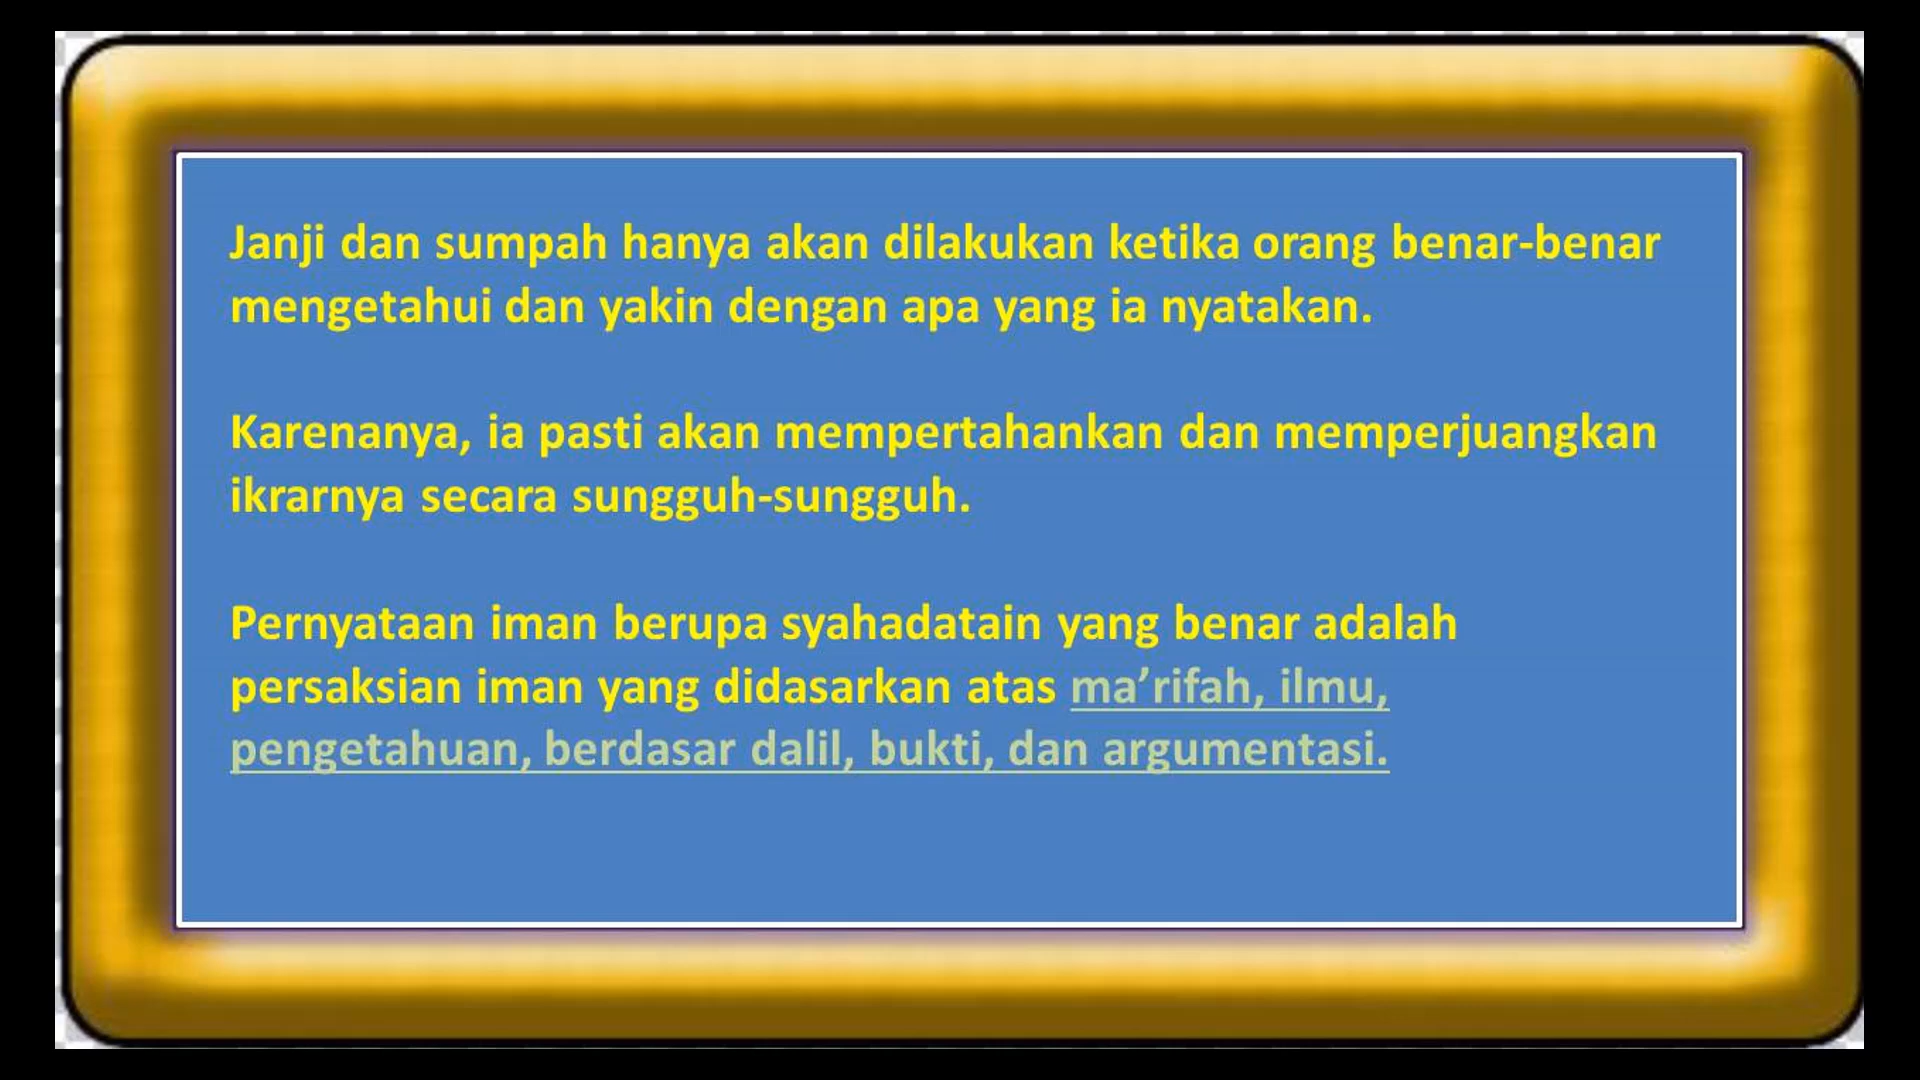 Janji dan sumpah hanya akan dilakukan ketika orang benar-benar
mengetahui dan yakin dengan apa yang ia nyatakan.
Karenanya, ia pasti akan mempertahankan dan memperjuangkan
ikrarnya secara sungguh-sungguh.
Pernyataan iman berupa syahadatain yang benar adalah
persaksian iman yang didasarkan atas ma’rifah, ilmu,
pengetahuan, berdasar dalil, bukti, dan argumentasi.